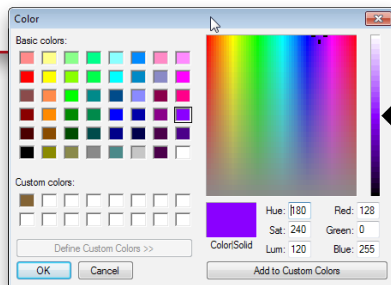 Color
Basic colors:
Custom colors:
Define Custom Colors >>
OK Cancel
Color|Solid
Hue: 180 Red: 128
Sat: 240 Green: 0
Lum: 120 Blue: 255
Add to Custom Colors